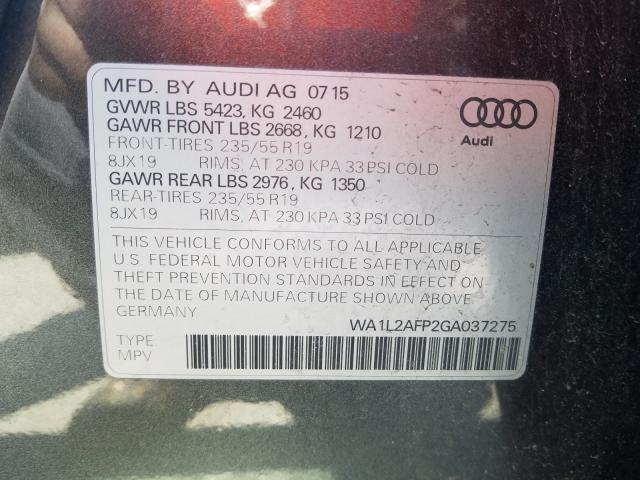 MFD. BY AUDI AG 0715
GVWR LBS 5423, KG 2460
GAWR FRONT LBS 2668, KG 1210
FRONT-TIRES 235/55 R19
8JX19 RIMS, AT 230 KPA 33 PSI COLD
GAWR REAR LBS 2976, KG 1350
REAR-TIRES 235/55 R19
8JX19 RIMS, AT 230 KPA 33 PSI COLD
Audi
THIS VEHICLE CONFORMS TO ALL APPLICABLE
U.S. FEDERAL MOTOR VEHICLE SAFETY AND
THEFT PREVENTION STANDARDS IN EFFECT ON
THE DATE OF MANUFACTURE SHOWN ABOVE.
GERMANY
WA1L2AFP2GA037275
TYPE:
MPV